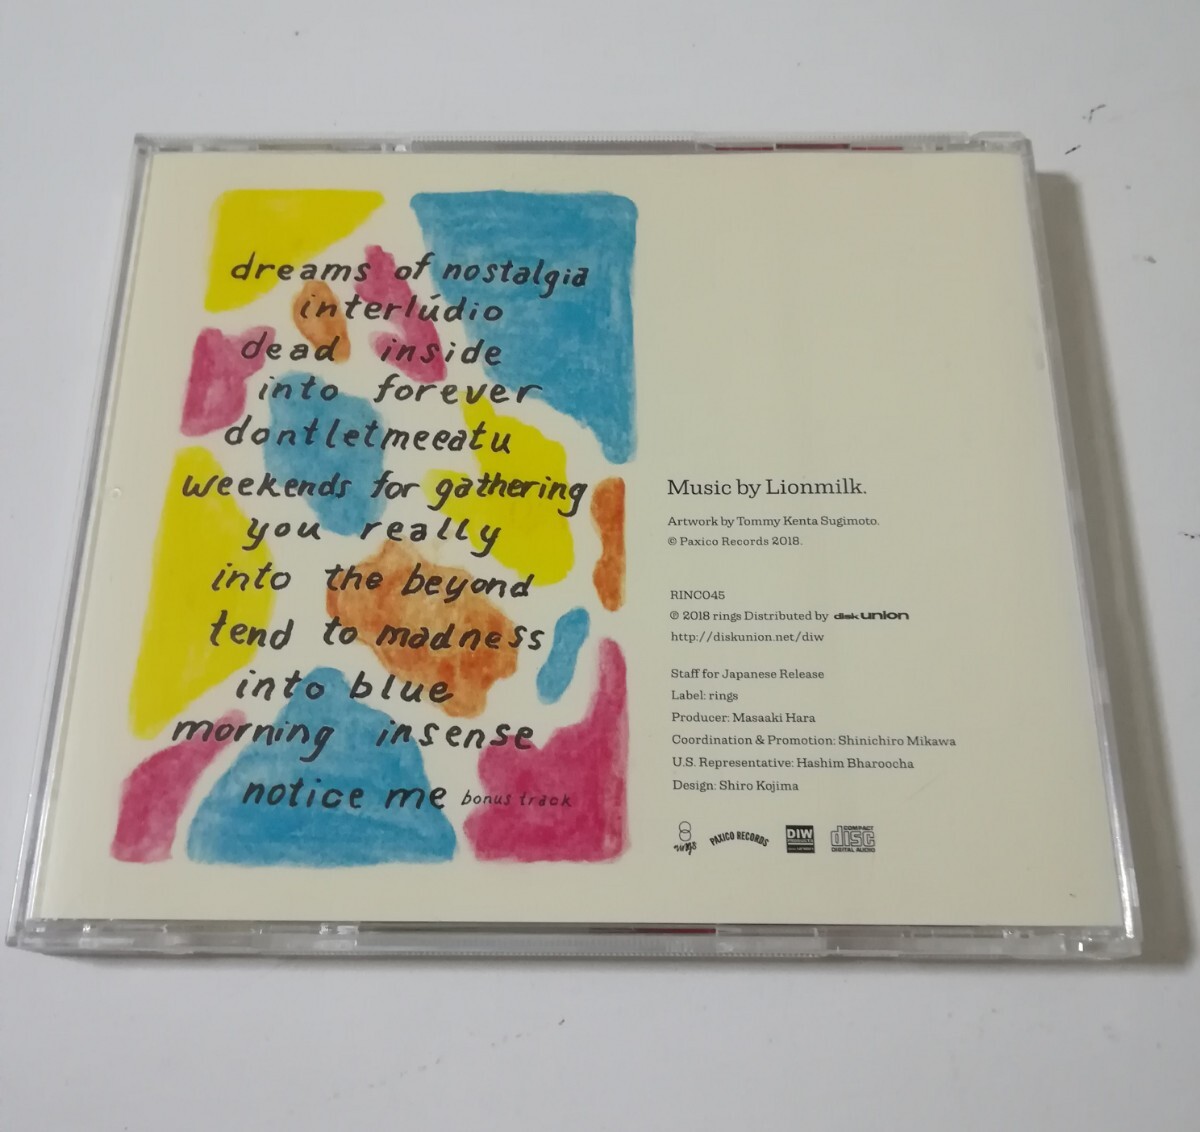 dreams of nostalgia
interlúdio
dead inside
into forever
dontletmeeatu
weekends for gathering
you really
into the beyond
tend to madness
into blue
morning insense
notice me bonus track
Music by Lionmilk.
Artwork by Tommy Kenta Sugimoto.
© Paxico Records 2018.
RINC045
℗ 2018 rings Distributed by diskunion
http://diskunion.net/diw
Staff for Japanese Release
Label: rings
Producer: Masaaki Hara
Coordination & Promotion: Shinichiro Mikawa
U.S. Representative: Hashim Bharoocha
Design: Shiro Kojima
rings
PAXICO RECORDS
DIW
COMPACT
disc
DIGITAL AUDIO